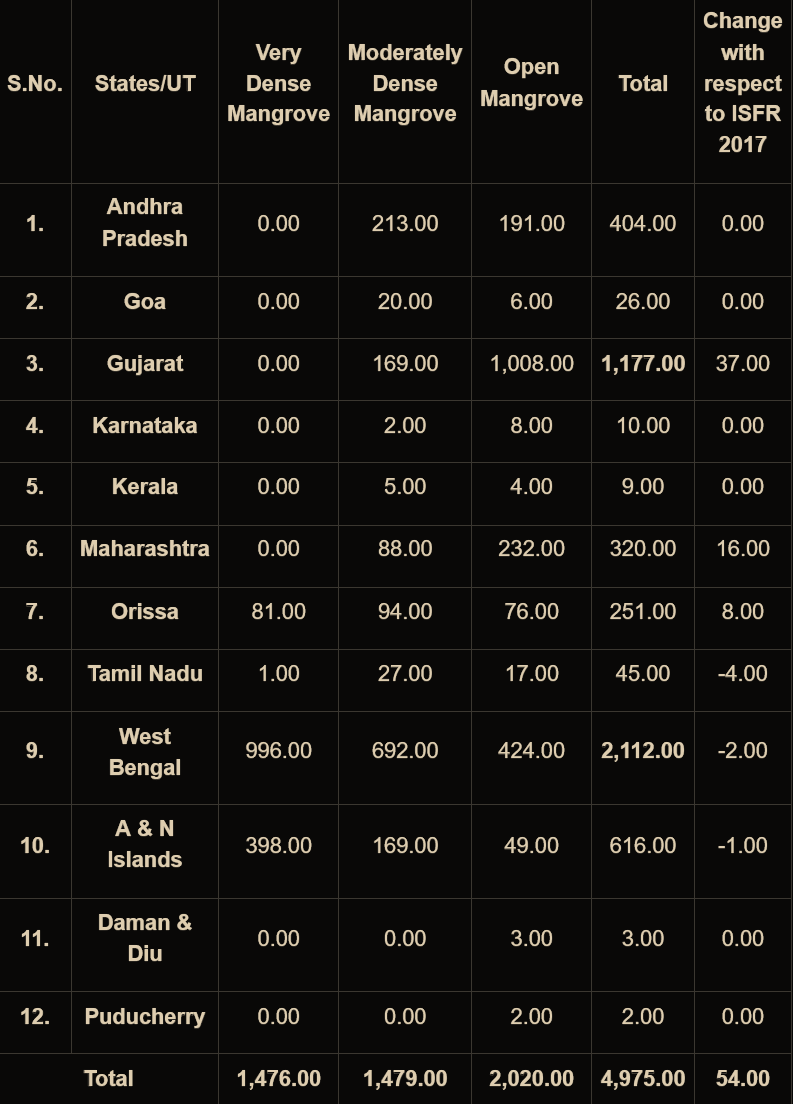 S.No. States/UT Very Dense Mangrove Moderately Dense Mangrove Open Mangrove Total Change with respect to ISFR 2017
1. Andhra Pradesh 0.00 213.00 191.00 404.00 0.00
2. Goa 0.00 20.00 6.00 26.00 0.00
3. Gujarat 0.00 169.00 1,008.00 1,177.00 37.00
4. Karnataka 0.00 2.00 8.00 10.00 0.00
5. Kerala 0.00 5.00 4.00 9.00 0.00
6. Maharashtra 0.00 88.00 232.00 320.00 16.00
7. Orissa 81.00 94.00 76.00 251.00 8.00
8. Tamil Nadu 1.00 27.00 17.00 45.00 -4.00
9. West Bengal 996.00 692.00 424.00 2,112.00 -2.00
10. A & N Islands 398.00 169.00 49.00 616.00 -1.00
11. Daman & Diu 0.00 0.00 3.00 3.00 0.00
12. Puducherry 0.00 0.00 2.00 2.00 0.00
Total 1,476.00 1,479.00 2,020.00 4,975.00 54.00